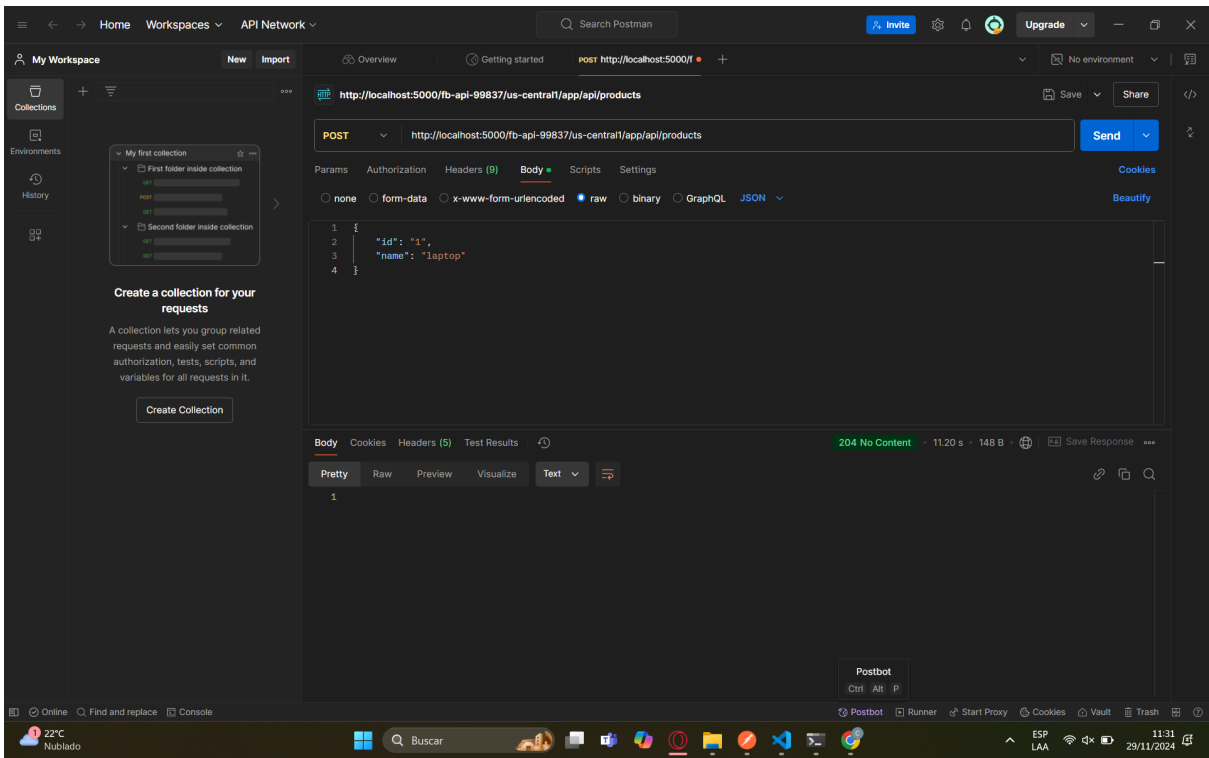 Home Workspaces API Network Search Postman Invite Upgrade
My Workspace New Import Overview Getting started POST http://localhost:5000/f No environment
Collections
Environments
History
My first collection
First folder inside collection
GET
POST
GET
Second folder inside collection
GET
GET
Create a collection for your
requests
A collection lets you group related
requests and easily set common
authorization, tests, scripts, and
variables for all requests in it.
Create Collection
HTTP http://localhost:5000/fb-api-99837/us-central1/app/api/products Save Share
POST http://localhost:5000/fb-api-99837/us-central1/app/api/products Send
Params Authorization Headers (9) Body Scripts Settings Cookies
none form-data x-www-form-urlencoded raw binary GraphQL JSON Beautify
1 {
2 "id": "1",
3 "name": "laptop"
4 }
Body Cookies Headers (5) Test Results 204 No Content 11.20 s 148 B Save Response
Pretty Raw Preview Visualize Text
1
Postbot
Ctrl Alt P
Online Find and replace Console Postbot Runner Start Proxy Cookies Vault Trash
1 22°C
Nublado
Buscar
ESP
LAA
11:31
29/11/2024